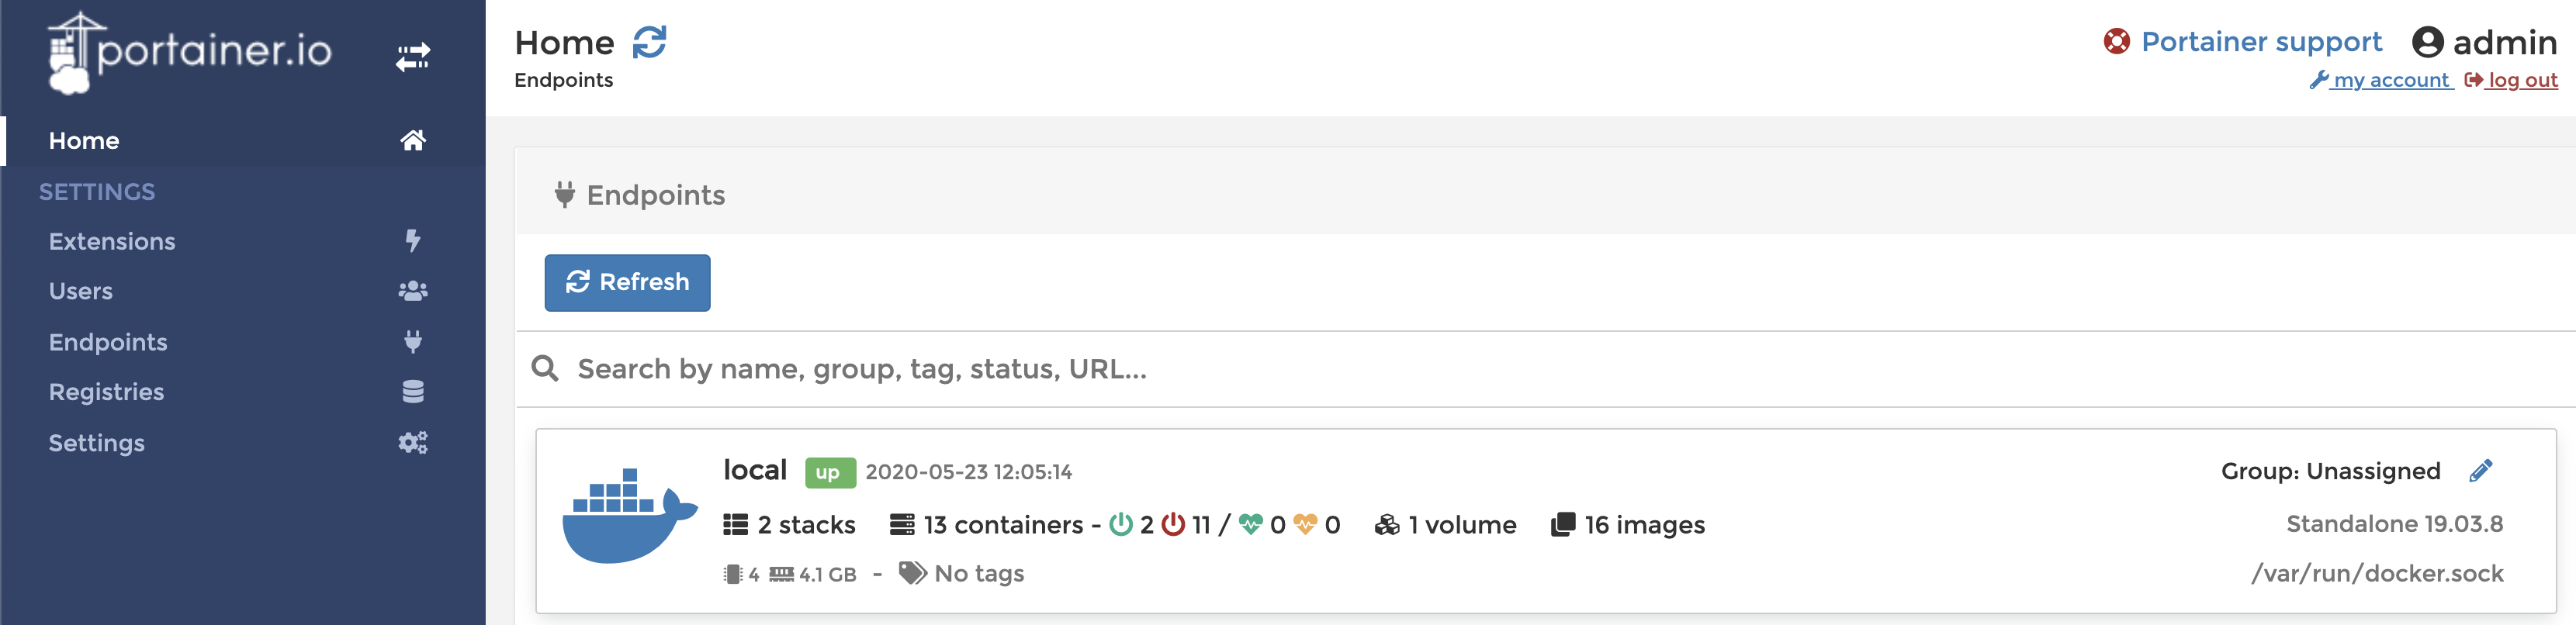 portainer.io
Home
SETTINGS
Extensions
Users
Endpoints
Registries
Settings
Home
Endpoints
Portainer support admin
my account log out
Endpoints
Refresh
Search by name, group, tag, status, URL...
local up 2020-05-23 12:05:14
Group: Unassigned
2 stacks 13 containers - 2 11 / 0 0 1 volume 16 images
Standalone 19.03.8
4 4.1 GB - No tags
/var/run/docker.sock